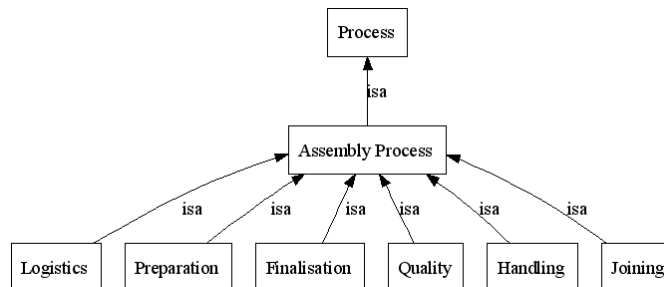 Process
isa
Assembly Process
isa isa isa isa isa isa
Logistics Preparation Finalisation Quality Handling Joining